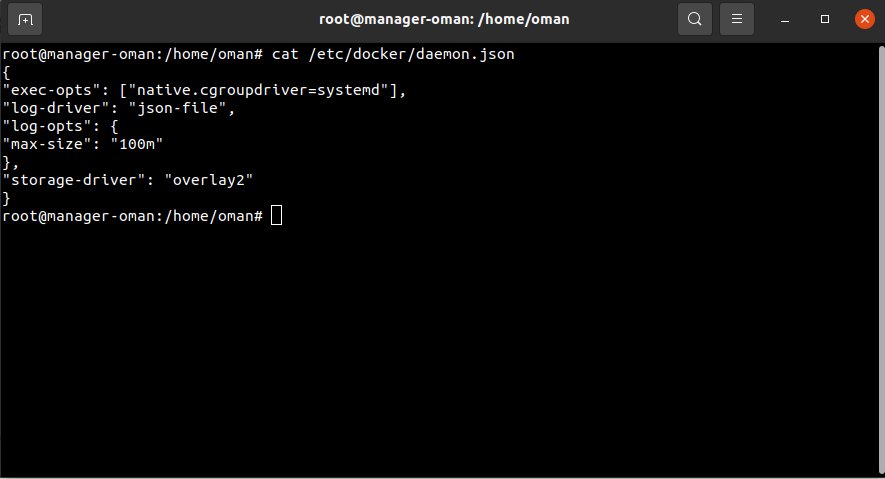 root@manager-oman: /home/oman
root@manager-oman:/home/oman# cat /etc/docker/daemon.json
{
"exec-opts": ["native.cgroupdriver=systemd"],
"log-driver": "json-file",
"log-opts": {
"max-size": "100m"
},
"storage-driver": "overlay2"
}
root@manager-oman:/home/oman#